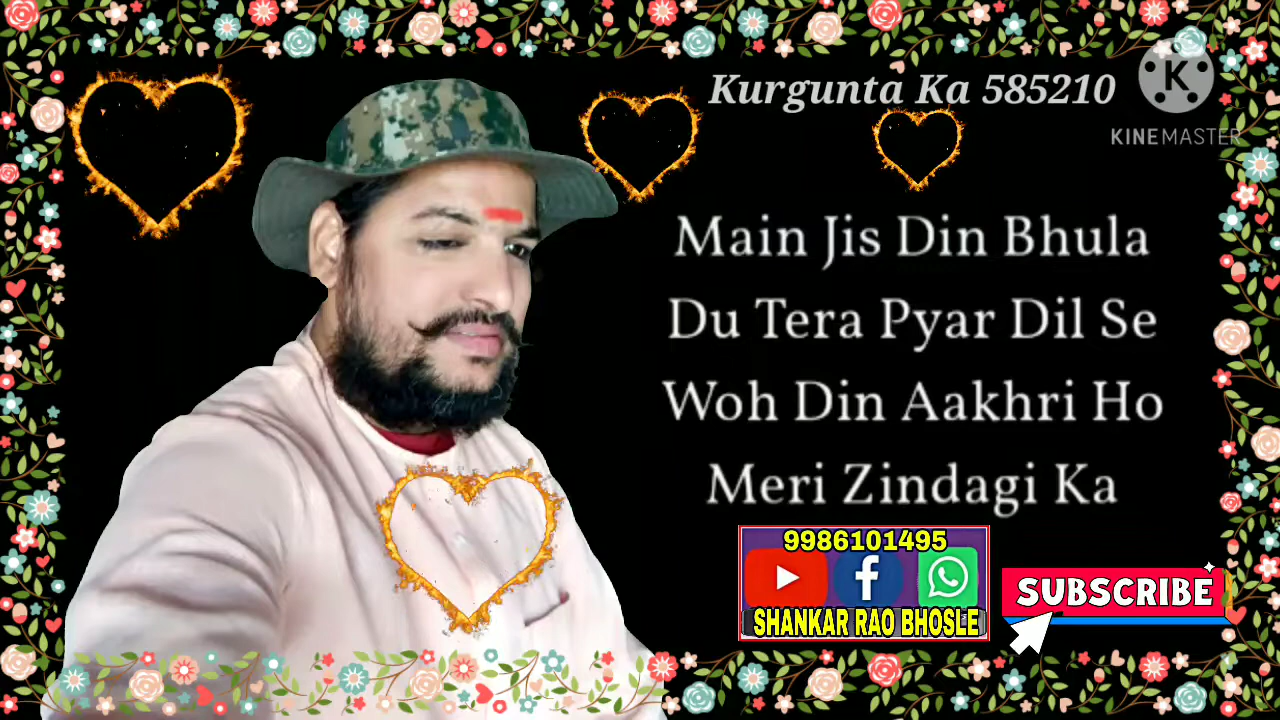 Kurgunta Ka 585210
K
KINEMASTER
Main Jis Din Bhula
Du Tera Pyar Dil Se
Woh Din Aakhri Ho
Meri Zindagi Ka
9986101495
SHANKAR RAO BHOSLE
SUBSCRIBE